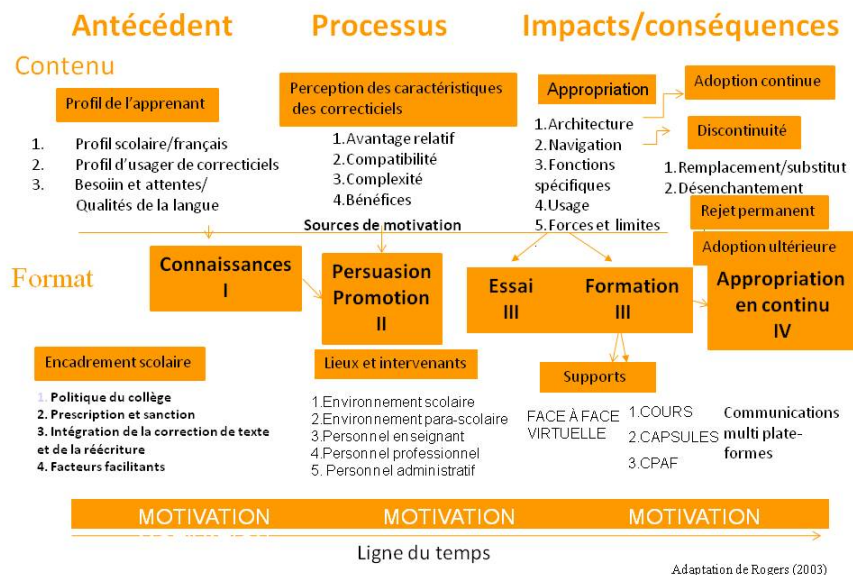 Antécédent
Processus
Impacts/conséquences
Contenu
Profil de l'apprenant
1. Profil scolaire/français
2. Profil d'usager de correcticiels
3. Besoiin et attentes/
Qualités de la langue
Perception des caractéristiques
des correcticiels
1.Avantage relatif
2.Compatibilité
3.Complexité
4.Bénéfices
Sources de motivation
Appropriation
1.Architecture
2.Navigation
3.Fonctions
spécifiques
4.Usage
5.Forces et limites
Adoption continue
Discontinuité
1.Remplacement/substitut
2.Désenchantement
Rejet permanent
Adoption ultérieure
Format
Connaissances
I
Persuasion
Promotion
II
Essai
III
Formation
III
Appropriation
en continu
IV
Encadrement scolaire
1. Politique du collège
2. Prescription et sanction
3. Intégration de la correction de texte
et de la réécriture
4. Facteurs facilitants
Lieux et intervenants
1.Environnement scolaire
2.Environnement para-scolaire
3.Personnel enseignant
4.Personnel professionnel
5. Personnel administratif
Supports
FACE À FACE
VIRTUELLE
1.COURS
2.CAPSULES
3.CPAF
Communications
multi plate-
formes
MOTIVATION
MOTIVATION
MOTIVATION
Ligne du temps
Adaptation de Rogers (2003)